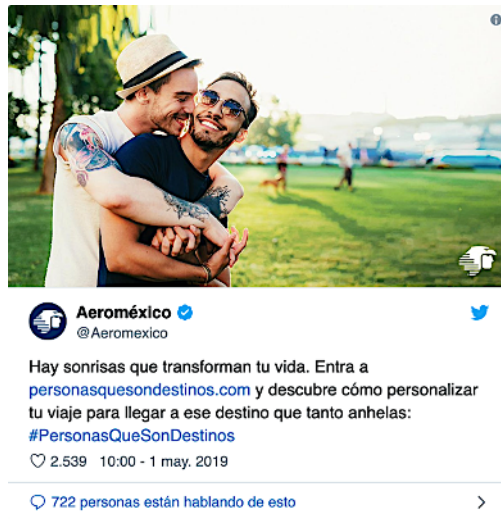 Aeroméxico
@Aeromexico
Hay sonrisas que transforman tu vida. Entra a
personasquesondestinos.com y descubre cómo personalizar
tu viaje para llegar a ese destino que tanto anhelas:
#PersonasQueSonDestinos
2.539 10:00 - 1 may. 2019
722 personas están hablando de esto